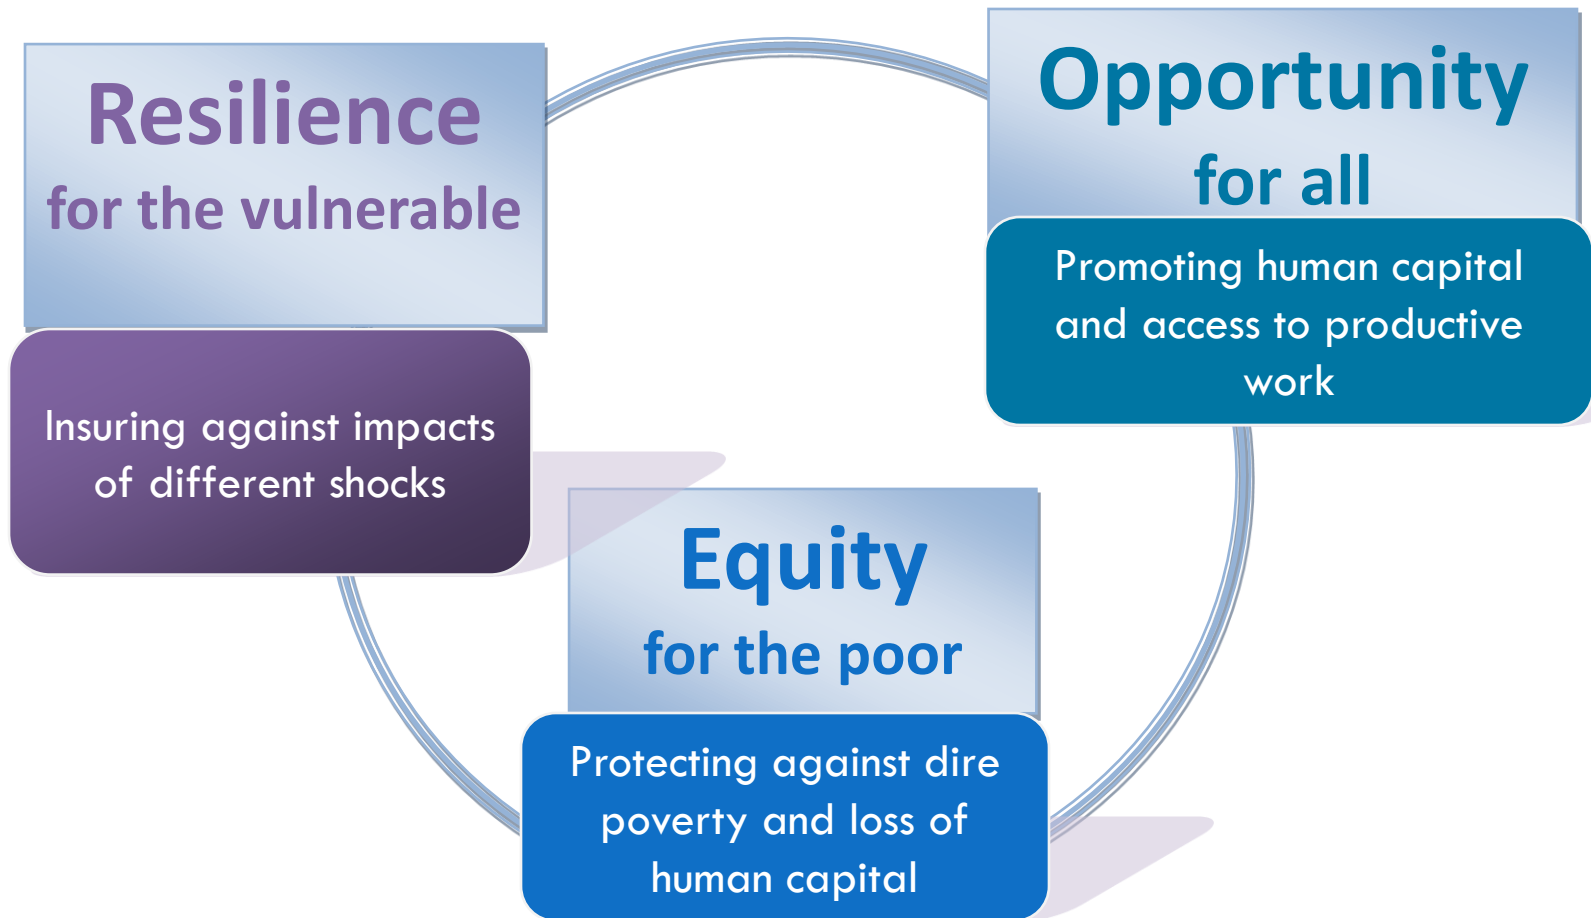 Resilience
for the vulnerable
Insuring against impacts
of different shocks
Opportunity
for all
Promoting human capital
and access to productive
work
Equity
for the poor
Protecting against dire
poverty and loss of
human capital